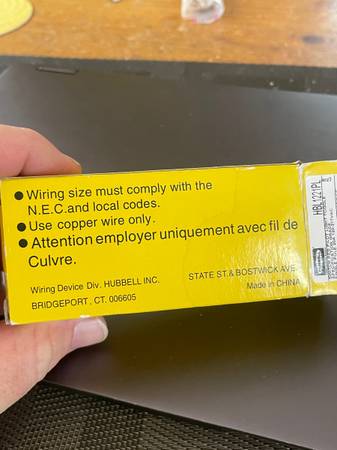 ● Wiring size must comply with the
N.E.C.and local codes.
● Use copper wire only.
● Attention employer uniquement avec fil de
Culvre.
Wiring Device Div. HUBBELL INC.
BRIDGEPORT, CT. 006605
STATE ST.& BOSTWICK AVE.
Made in CHINA
HBL1221PL